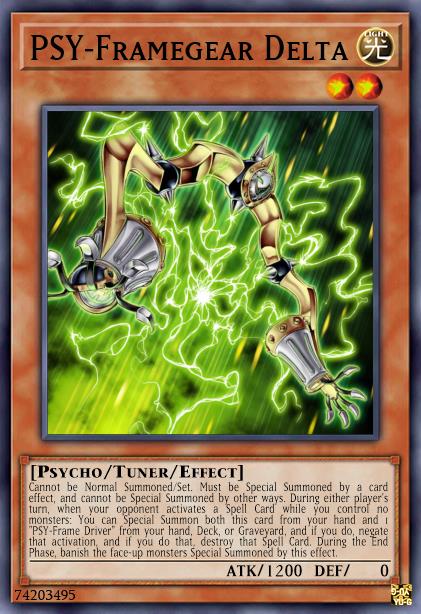 PSY-Framegear Delta
LIGHT
光
[Psycho/Tuner/Effect]
Cannot be Normal Summoned/Set. Must be Special Summoned by a card
effect, and cannot be Special Summoned by other ways. During either player's
turn, when your opponent activates a Spell Card while you control no
monsters: You can Special Summon both this card from your hand and 1
"PSY-Frame Driver" from your hand, Deck, or Graveyard, and if you do, negate
that activation, and if you do, destroy that Spell Card. During the End
Phase, banish the face-up monsters Special Summoned by this effect.
ATK/1200 DEF/ 0
74203495